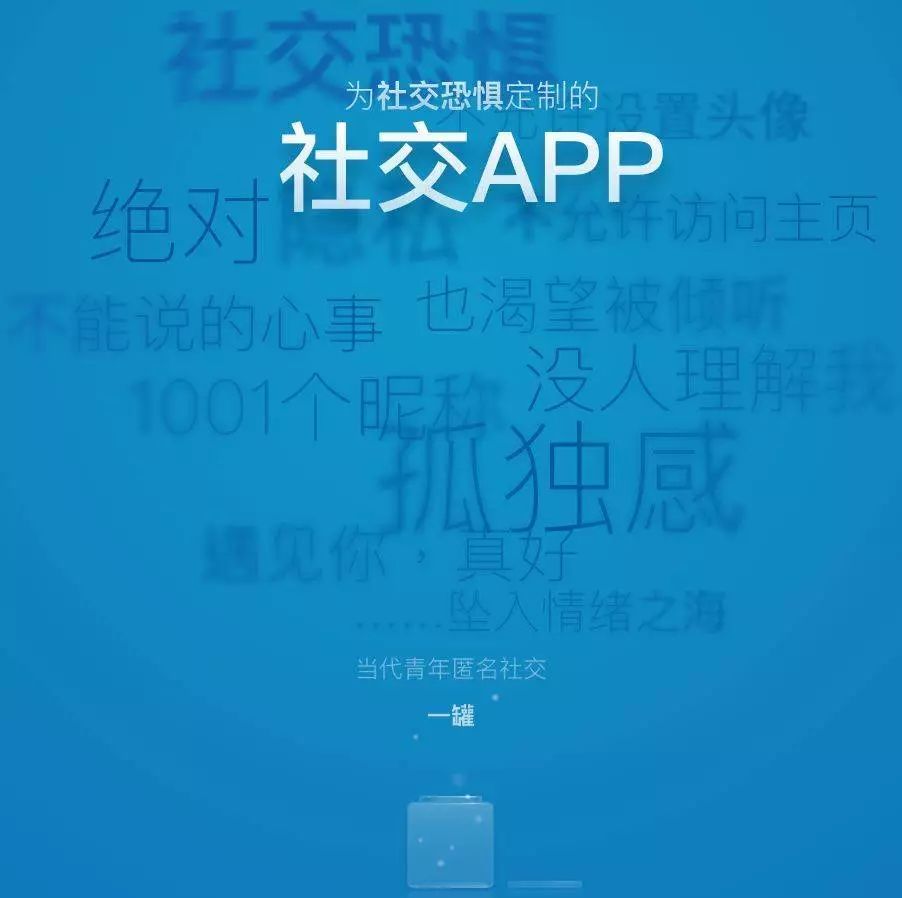 社交恐惧
为社交恐惧定制的
不允许设置头像
社交APP
绝对隐私
不允许访问主页
不能说的心事
也渴望被倾听
没人理解我
1001个昵称
孤独感
遇见你，真好
......坠入情绪之海
当代青年匿名社交
一罐